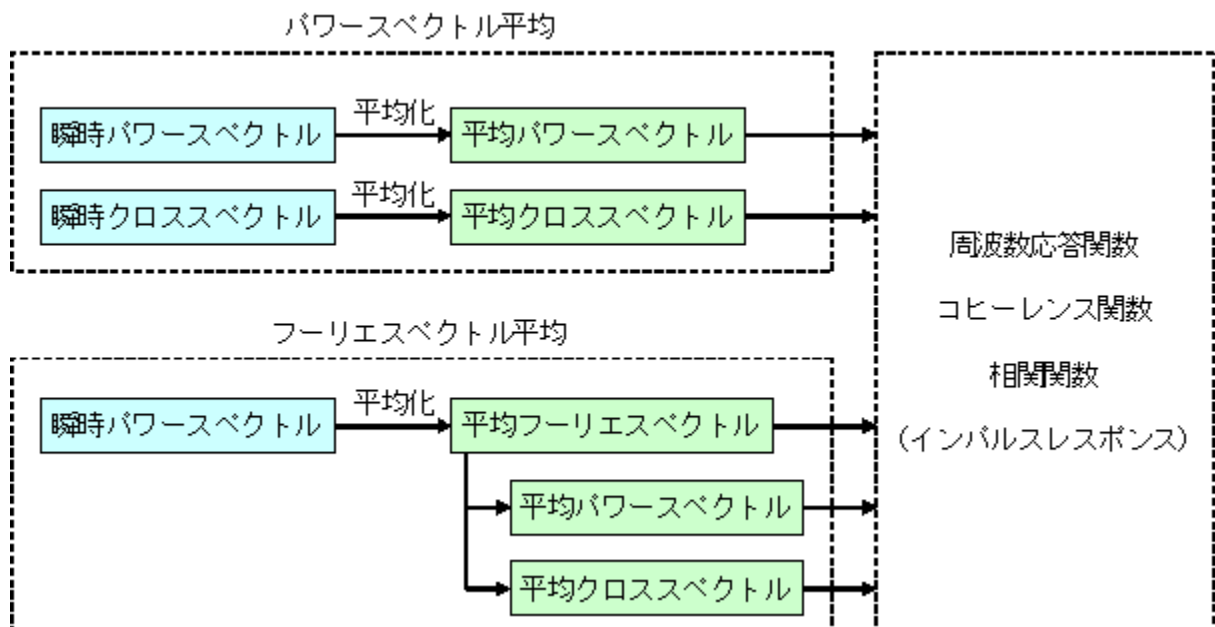 パワースペクトル平均
瞬時パワースペクトル
平均化
平均パワースペクトル
瞬時クロススペクトル
平均化
平均クロススペクトル
フーリエスペクトル平均
瞬時パワースペクトル
平均化
平均フーリエスペクトル
平均パワースペクトル
平均クロススペクトル
周波数応答関数
コヒーレンス関数
相関関数
(インパルスレスポンス)